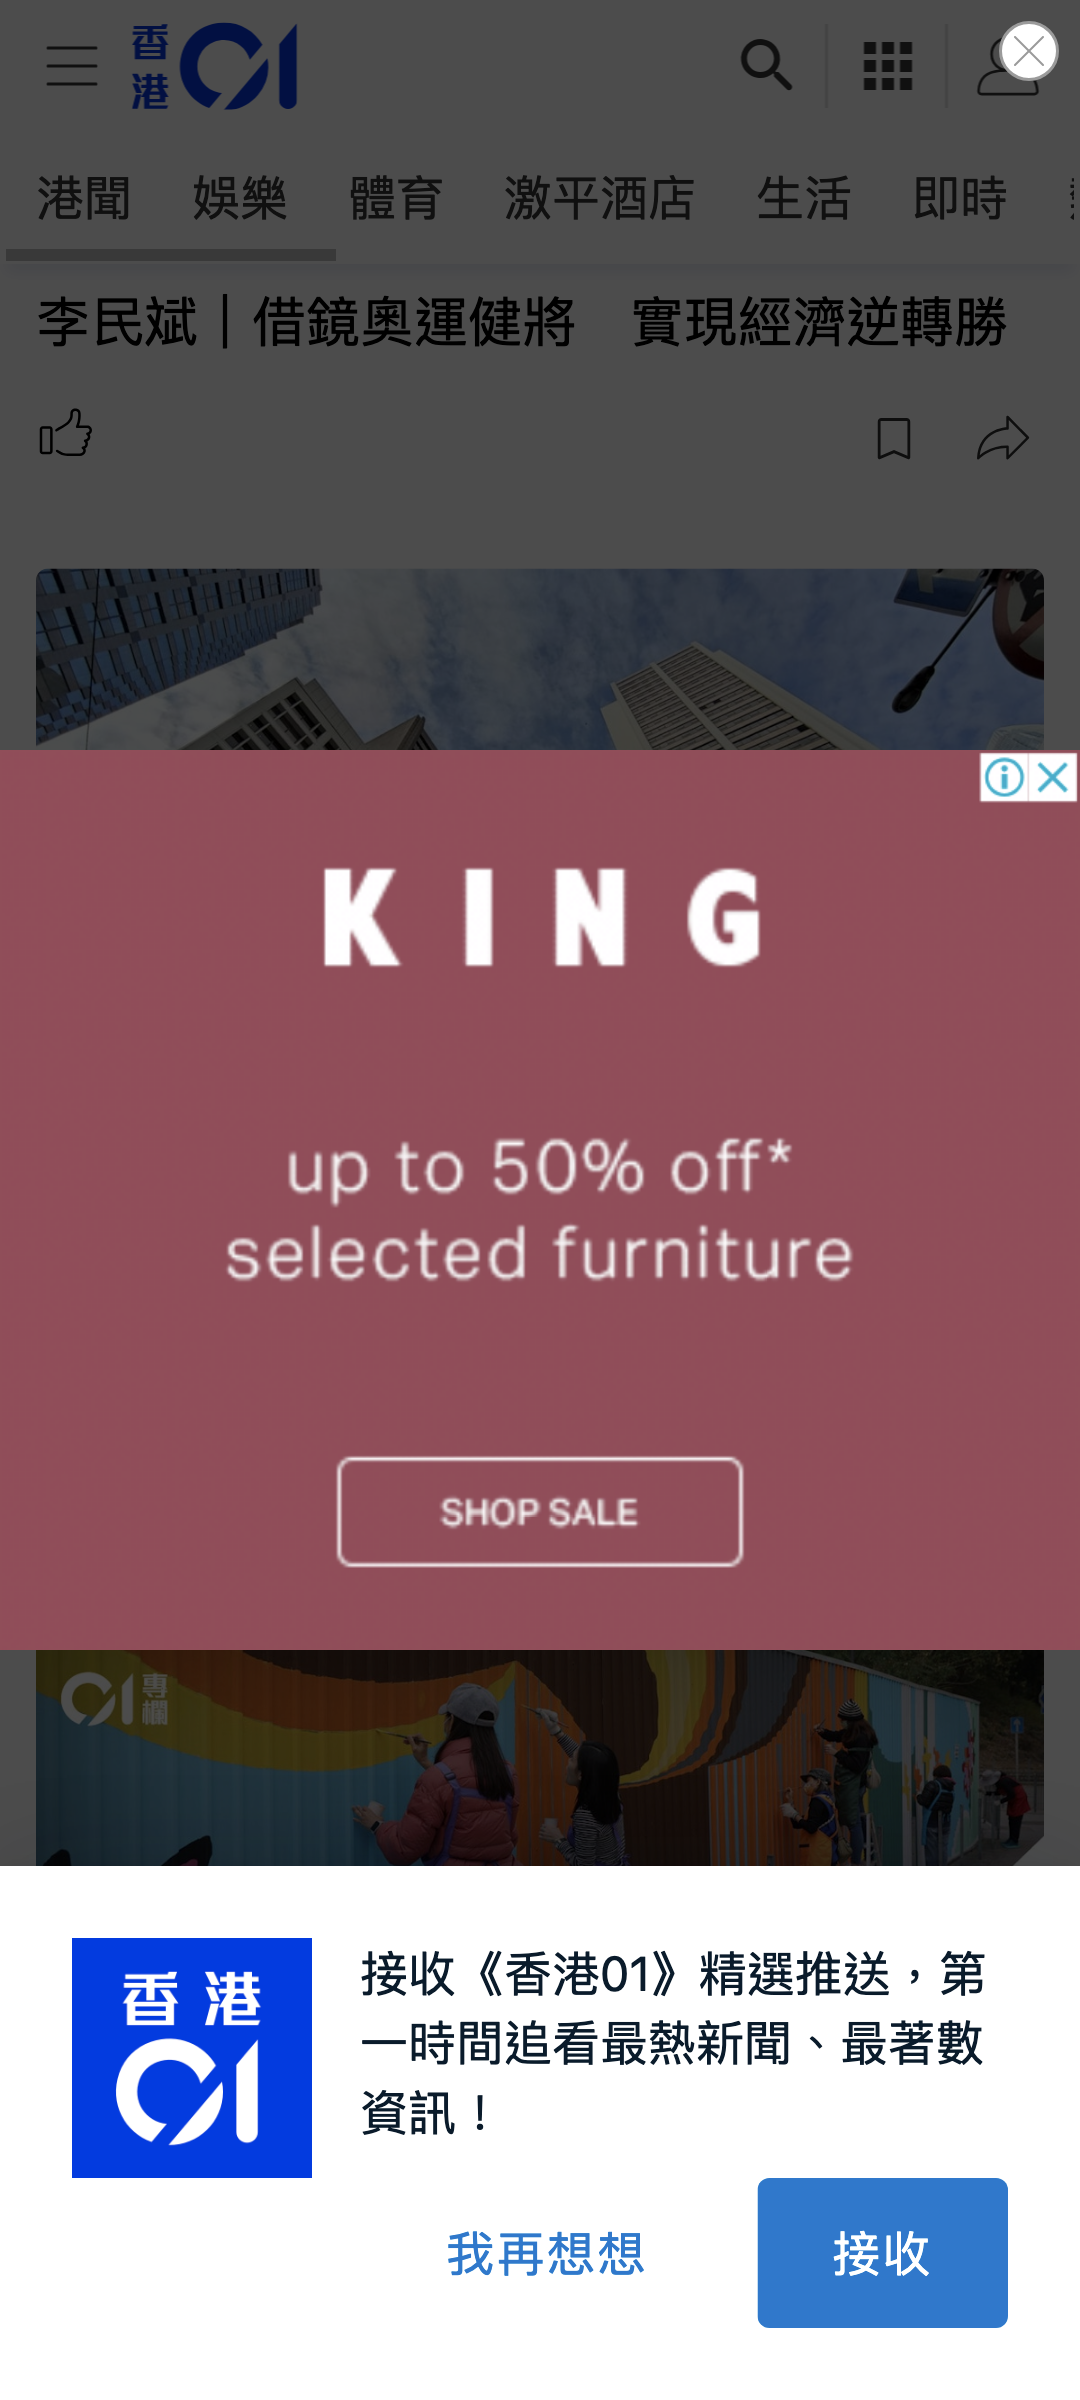 香港01
港聞 娛樂 體育 激平酒店 生活 即時
李民斌｜借鏡奧運健將　實現經濟逆轉勝
KING
up to 50% off*
selected furniture
SHOP SALE
01專欄
香港
01
接收《香港01》精選推送，第
一時間追看最熱新聞、最著數
資訊！
我再想想
接收